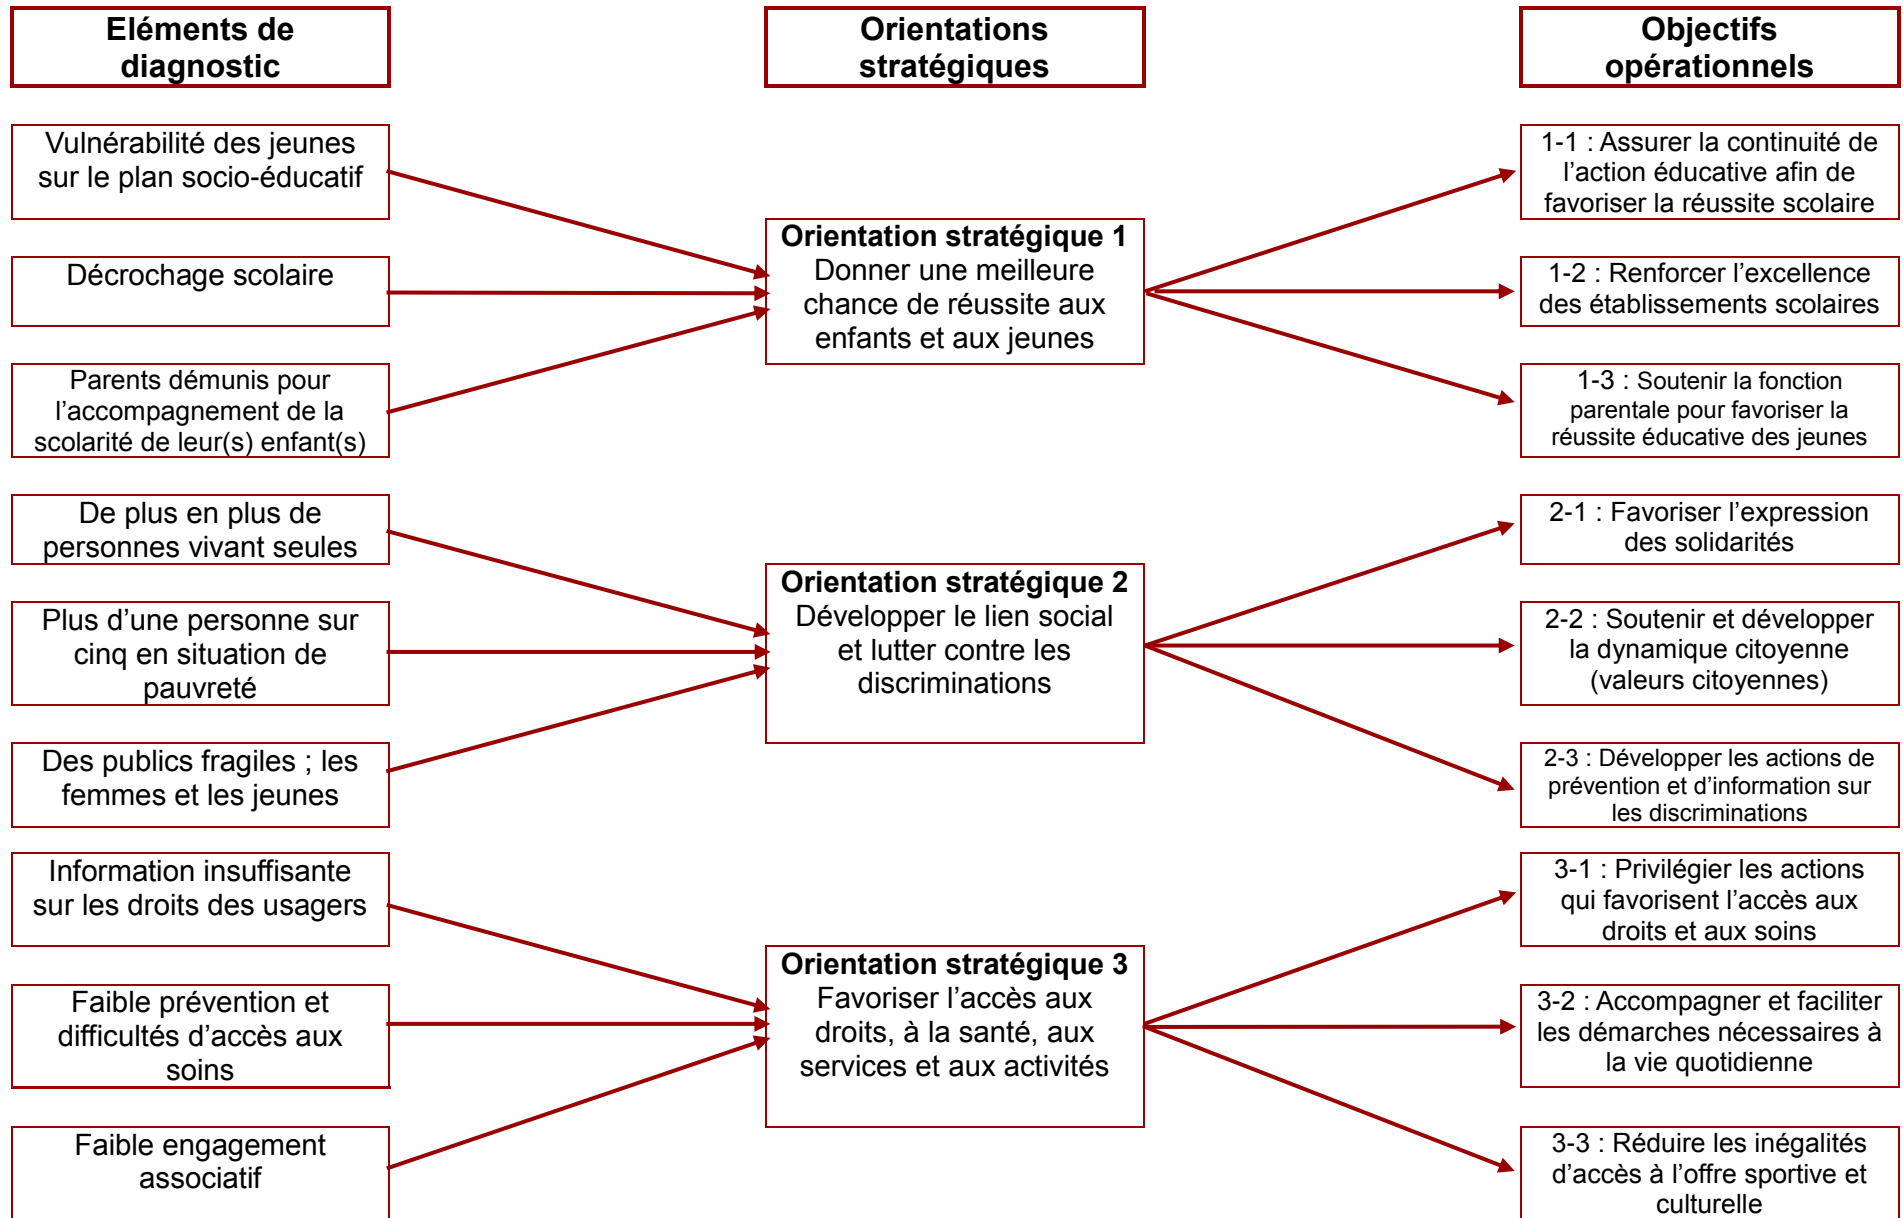 Eléments de
diagnostic
Orientations
stratégiques
Objectifs
opérationnels
Vulnérabilité des jeunes
sur le plan socio-éducatif
Décrochage scolaire
Parents démunis pour
l’accompagnement de la
scolarité de leur(s) enfant(s)
Orientation stratégique 1
Donner une meilleure
chance de réussite aux
enfants et aux jeunes
1-1 : Assurer la continuité de
l’action éducative afin de
favoriser la réussite scolaire
1-2 : Renforcer l’excellence
des établissements scolaires
1-3 : Soutenir la fonction
parentale pour favoriser la
réussite éducative des jeunes
De plus en plus de
personnes vivant seules
Plus d’une personne sur
cinq en situation de
pauvreté
Des publics fragiles ; les
femmes et les jeunes
Orientation stratégique 2
Développer le lien social
et lutter contre les
discriminations
2-1 : Favoriser l’expression
des solidarités
2-2 : Soutenir et développer
la dynamique citoyenne
(valeurs citoyennes)
2-3 : Développer les actions de
prévention et d’information sur
les discriminations
Information insuffisante
sur les droits des usagers
Faible prévention et
difficultés d’accès aux
soins
Faible engagement
associatif
Orientation stratégique 3
Favoriser l’accès aux
droits, à la santé, aux
services et aux activités
3-1 : Privilégier les actions
qui favorisent l’accès aux
droits et aux soins
3-2 : Accompagner et faciliter
les démarches nécessaires à
la vie quotidienne
3-3 : Réduire les inégalités
d’accès à l’offre sportive et
culturelle